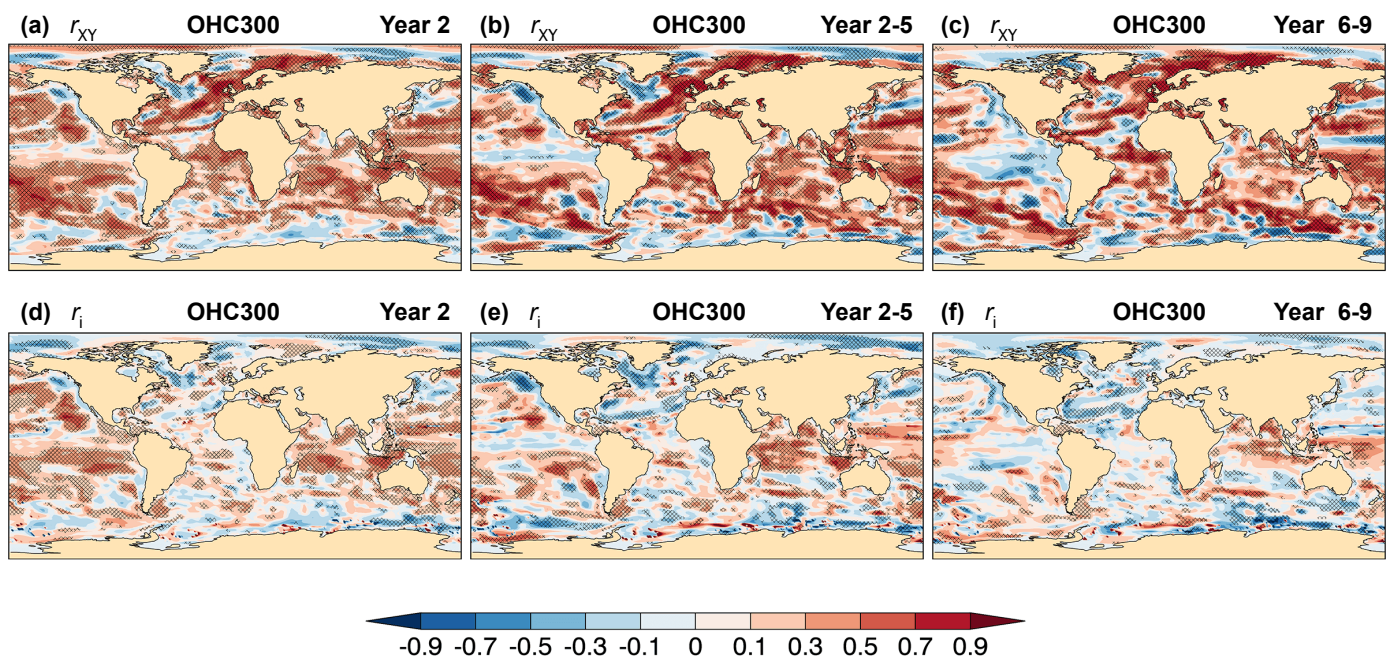 (a) rXY OHC300 Year 2
(b) rXY OHC300 Year 2-5
(c) rXY OHC300 Year 6-9
(d) ri OHC300 Year 2
(e) ri OHC300 Year 2-5
(f) ri OHC300 Year 6-9
-0.9 -0.7 -0.5 -0.3 -0.1 0 0.1 0.3 0.5 0.7 0.9